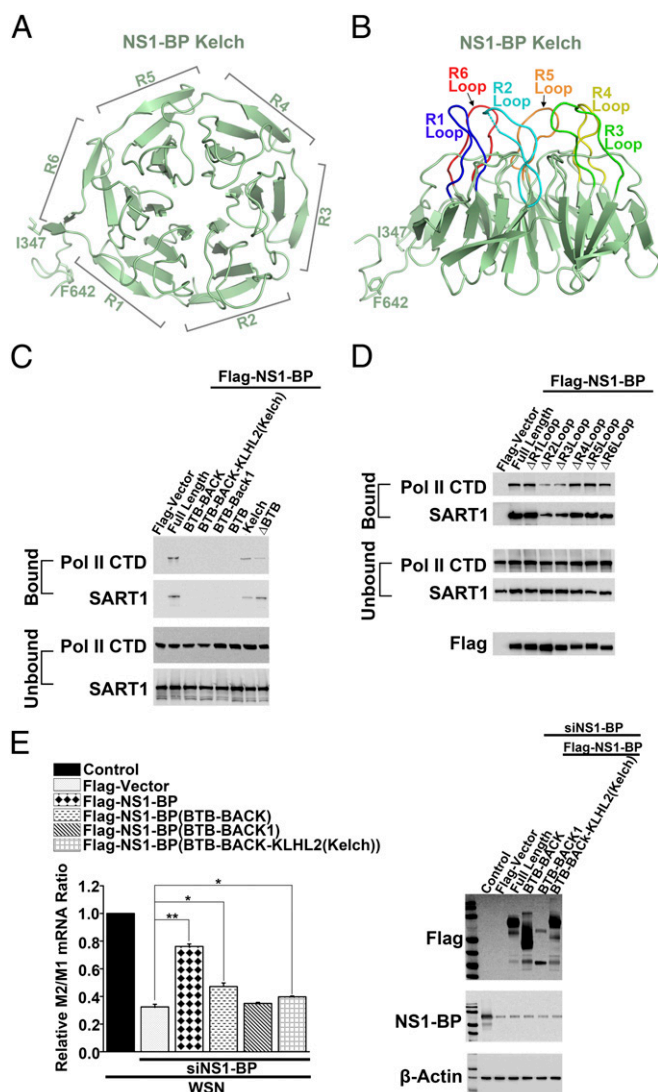 A
NS1-BP Kelch
R5
R4
R6
R3
I347
F642
R1
R2
B
NS1-BP Kelch
R6
Loop
R2
Loop
R5
Loop
R4
Loop
R1
Loop
R3
Loop
I347
F642
C
Flag-NS1-BP
Flag-Vector
Full Length
BTB-BACK
BTB-BACK-KLHL2(Kelch)
BTB-Back1
BTB
Kelch
ΔBTB
Bound
Pol II CTD
SART1
Unbound
Pol II CTD
SART1
D
Flag-NS1-BP
Flag-Vector
Full Length
ΔR1Loop
ΔR2Loop
ΔR3Loop
ΔR4Loop
ΔR5Loop
ΔR6Loop
Bound
Pol II CTD
SART1
Unbound
Pol II CTD
SART1
Flag
E
Control
Flag-Vector
Flag-NS1-BP
Flag-NS1-BP(BTB-BACK)
Flag-NS1-BP(BTB-BACK1)
Flag-NS1-BP(BTB-BACK-KLHL2(Kelch))
Relative M2/M1 mRNA Ratio
1.2
1.0
0.8
0.6
0.4
0.2
0.0
*
*
**
siNS1-BP
WSN
siNS1-BP
Flag-NS1-BP
Control
Flag-Vector
Full Length
BTB-BACK
BTB-BACK1
BTB-BACK-KLHL2(Kelch)
Flag
NS1-BP
β-Actin